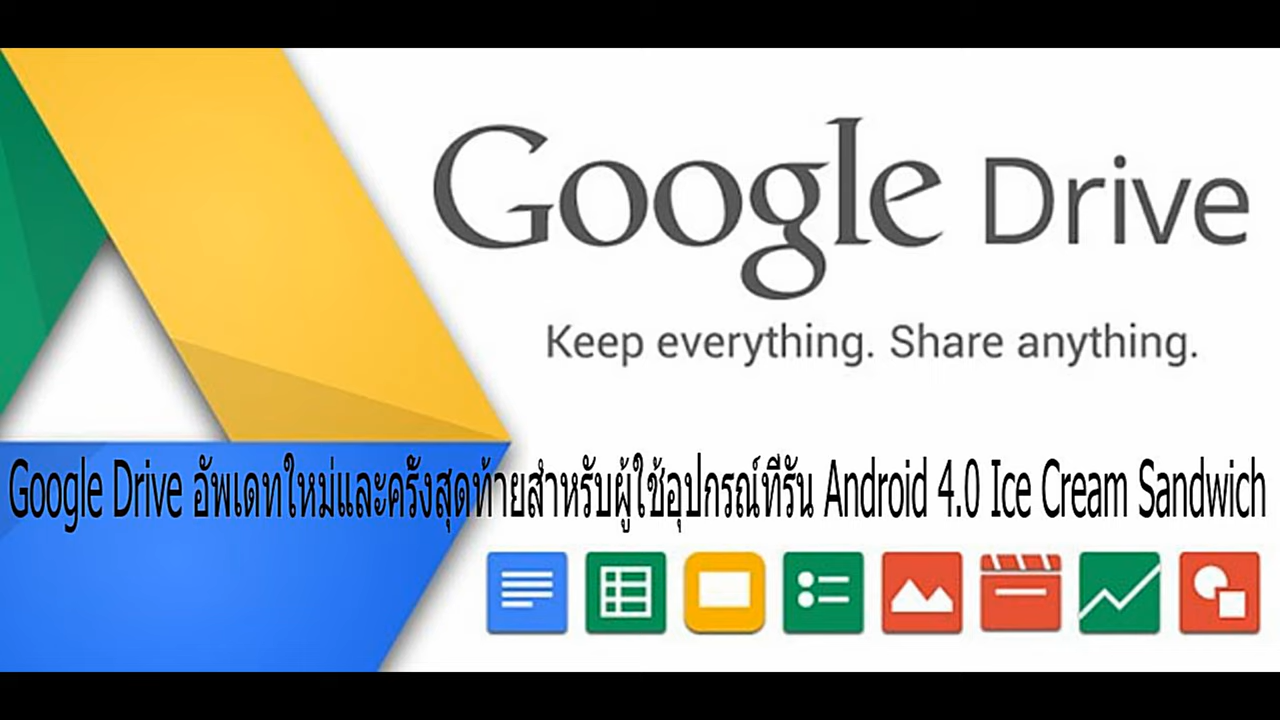 Google Drive
Keep everything. Share anything.
Google Drive อัพเดทใหม่และครั้งสุดท้ายสำหรับผู้ใช้อุปกรณ์ที่รัน Android 4.0 Ice Cream Sandwich